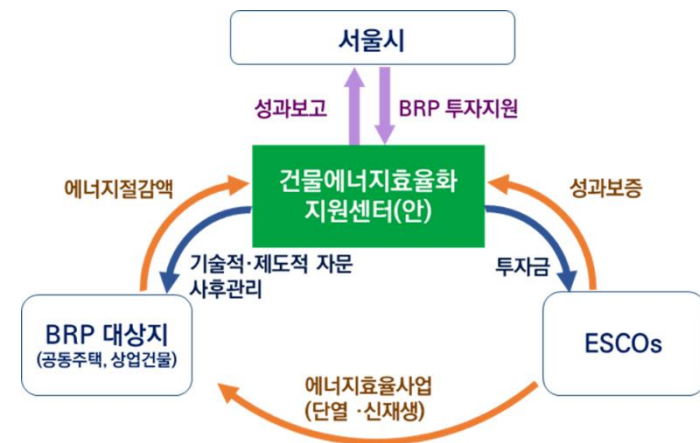 서울시
성과보고
BRP 투자지원
에너지절감액
건물에너지효율화
지원센터(안)
성과보증
기술적·제도적 자문
사후관리
투자금
BRP 대상지
(공동주택, 상업건물)
ESCOs
에너지효율사업
(단열 ·신재생)